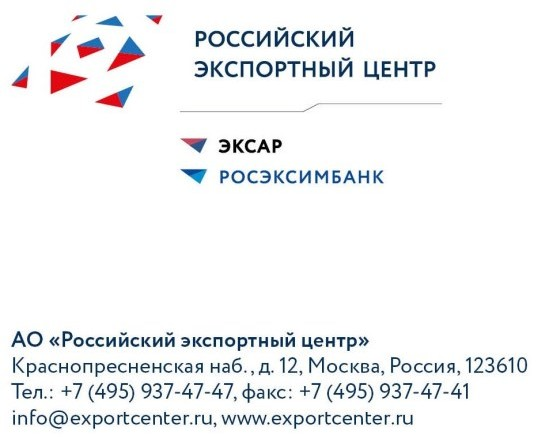 РОССИЙСКИЙ
ЭКСПОРТНЫЙ ЦЕНТР
ЭКСАР
РОСЭКСИМБАНК
АО «Российский экспортный центр»
Краснопресненская наб., д. 12, Москва, Россия, 123610
Тел.: +7 (495) 937-47-47, факс: +7 (495) 937-47-41
info@exportcenter.ru, www.exportcenter.ru